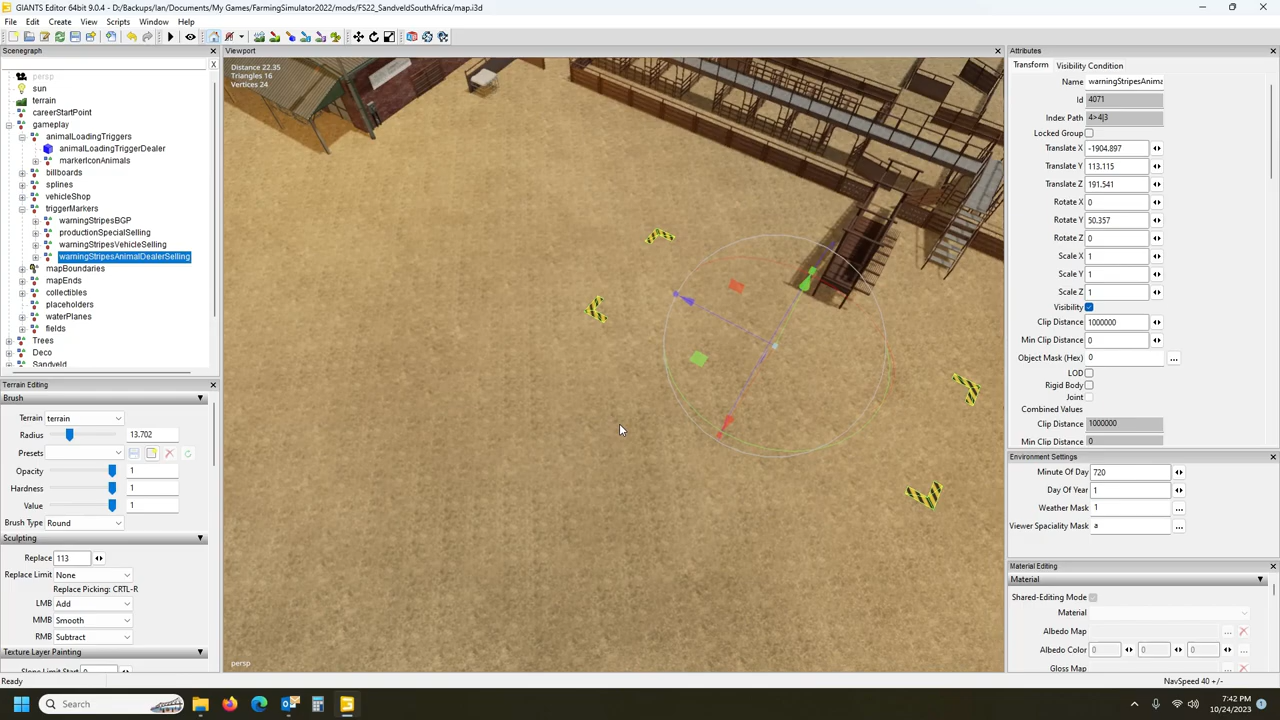 GIANTS Editor 64bit 9.0.4 - D:/Backups/Ian/Documents/My Games/FarmingSimulator2022/mods/FS22_SandveldSouthAfrica/map.i3d
File Edit Create View Scripts Window Help
Scenegraph
persp
sun
terrain
careerStartPoint
gameplay
animalLoadingTriggers
animalLoadingTriggerDealer
markerIconAnimals
billboards
splines
vehicleShop
triggerMarkers
warningStripesBGP
productionSpecialSelling
warningStripesVehicleSelling
warningStripesAnimalDealerSelling
mapBoundaries
mapEnds
collectibles
placeholders
waterPlanes
fields
Trees
Deco
Sandveld
Terrain Editing
Brush
Terrain terrain
Radius 13.702
Presets
Opacity 1
Hardness 1
Value 1
Brush Type Round
Sculpting
Replace 113
Replace Limit None
Replace Picking: CRTL-R
LMB Add
MMB Smooth
RMB Subtract
Texture Layer Painting
Slope Limit Start
Ready
Viewport
Distance 22.35
Triangles 16
Vertices 24
persp
Attributes
Transform Visibility Condition
Name warningStripesAnima
Id 4071
Index Path 4>4|3
Locked Group
Translate X -1904.897
Translate Y 113.115
Translate Z 191.541
Rotate X 0
Rotate Y 50.357
Rotate Z 0
Scale X 1
Scale Y 1
Scale Z 1
Visibility
Clip Distance 1000000
Min Clip Distance 0
Object Mask (Hex) 0 ...
LOD
Rigid Body
Joint
Combined Values
Clip Distance 1000000
Min Clip Distance 0
Environment Settings
Minute Of Day 720
Day Of Year 1
Weather Mask 1 ...
Viewer Spaciality Mask a ...
Material Editing
Material
Shared-Editing Mode
Material
Albedo Map ...
Albedo Color 0 0 0 ...
Gloss Map ...
NavSpeed 40 +/-
Search
7:42 PM
10/24/2023